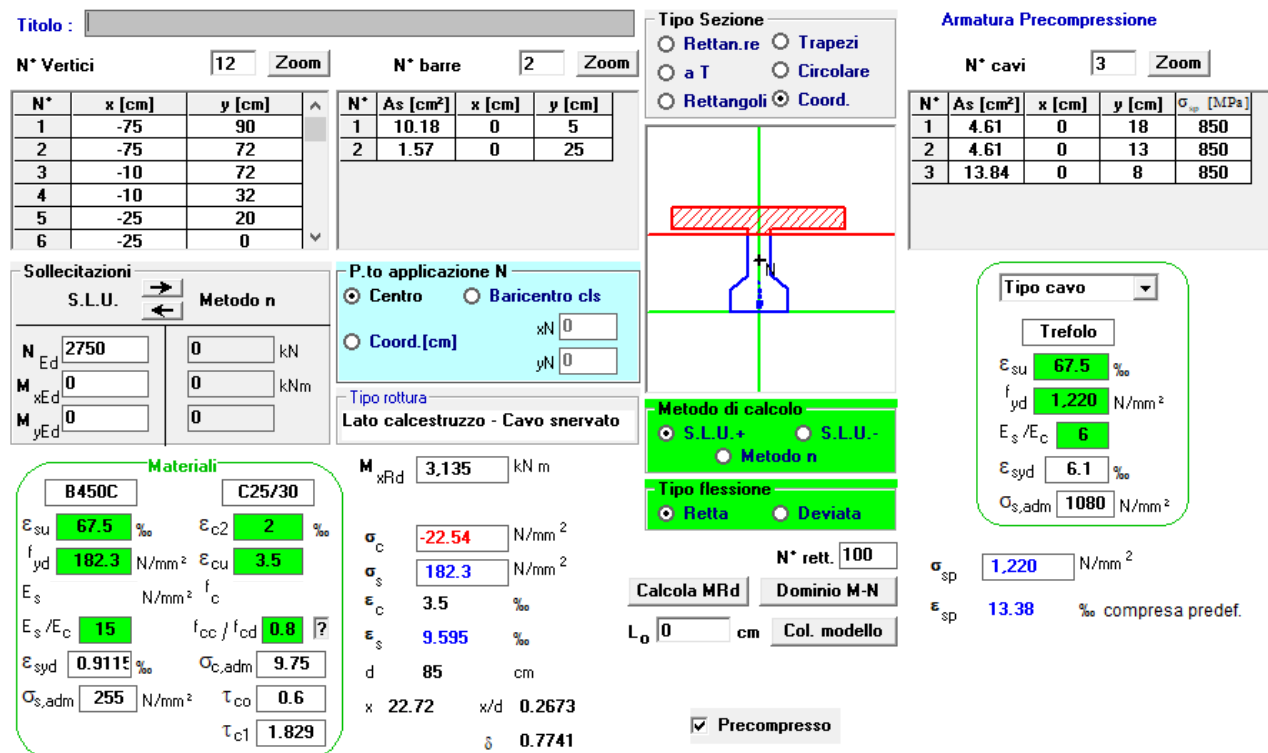 Titolo :
N° Vertici 12 Zoom
N° x [cm] y [cm]
1 -75 90
2 -75 72
3 -10 72
4 -10 32
5 -25 20
6 -25 0
N° barre 2 Zoom
N° As [cm²] x [cm] y [cm]
1 10.18 0 5
2 1.57 0 25
Tipo Sezione
Rettan.re Trapezi
a T Circolare
Rettangoli Coord.
Armatura Precompressione
N° cavi 3 Zoom
N° As [cm²] x [cm] y [cm] σsp [MPa]
1 4.61 0 18 850
2 4.61 0 13 850
3 13.84 0 8 850
N
Sollecitazioni
S.L.U. Metodo n
N Ed 2750 0 kN
M xEd 0 0 kNm
M yEd 0 0
P.to applicazione N
Centro Baricentro cls
Coord.[cm] xN 0
yN 0
Tipo rottura
Lato calcestruzzo - Cavo snervato
Metodo di calcolo
S.L.U.+ S.L.U.-
Metodo n
Tipo flessione
Retta Deviata
Tipo cavo
Trefolo
εsu 67.5 ‰
fyd 1,220 N/mm²
Es/Ec 6
εsyd 6.1 ‰
σs,adm 1080 N/mm²
Materiali
B450C C25/30
εsu 67.5 ‰ εc2 2 ‰
fyd 182.3 N/mm² εcu 3.5
Es N/mm² fc
Es/Ec 15 fcc / fcd 0.8 ?
εsyd 0.9115 ‰ σc,adm 9.75
σs,adm 255 N/mm² τco 0.6
τc1 1.829
M xRd 3,135 kN m
σc -22.54 N/mm²
σs 182.3 N/mm²
εc 3.5 ‰
εs 9.595 ‰
d 85 cm
x 22.72 x/d 0.2673
δ 0.7741
N° rett. 100
Calcola MRd Dominio M-N
Lo 0 cm Col. modello
Precompresso
σsp 1,220 N/mm²
εsp 13.38 ‰ compresa predef.